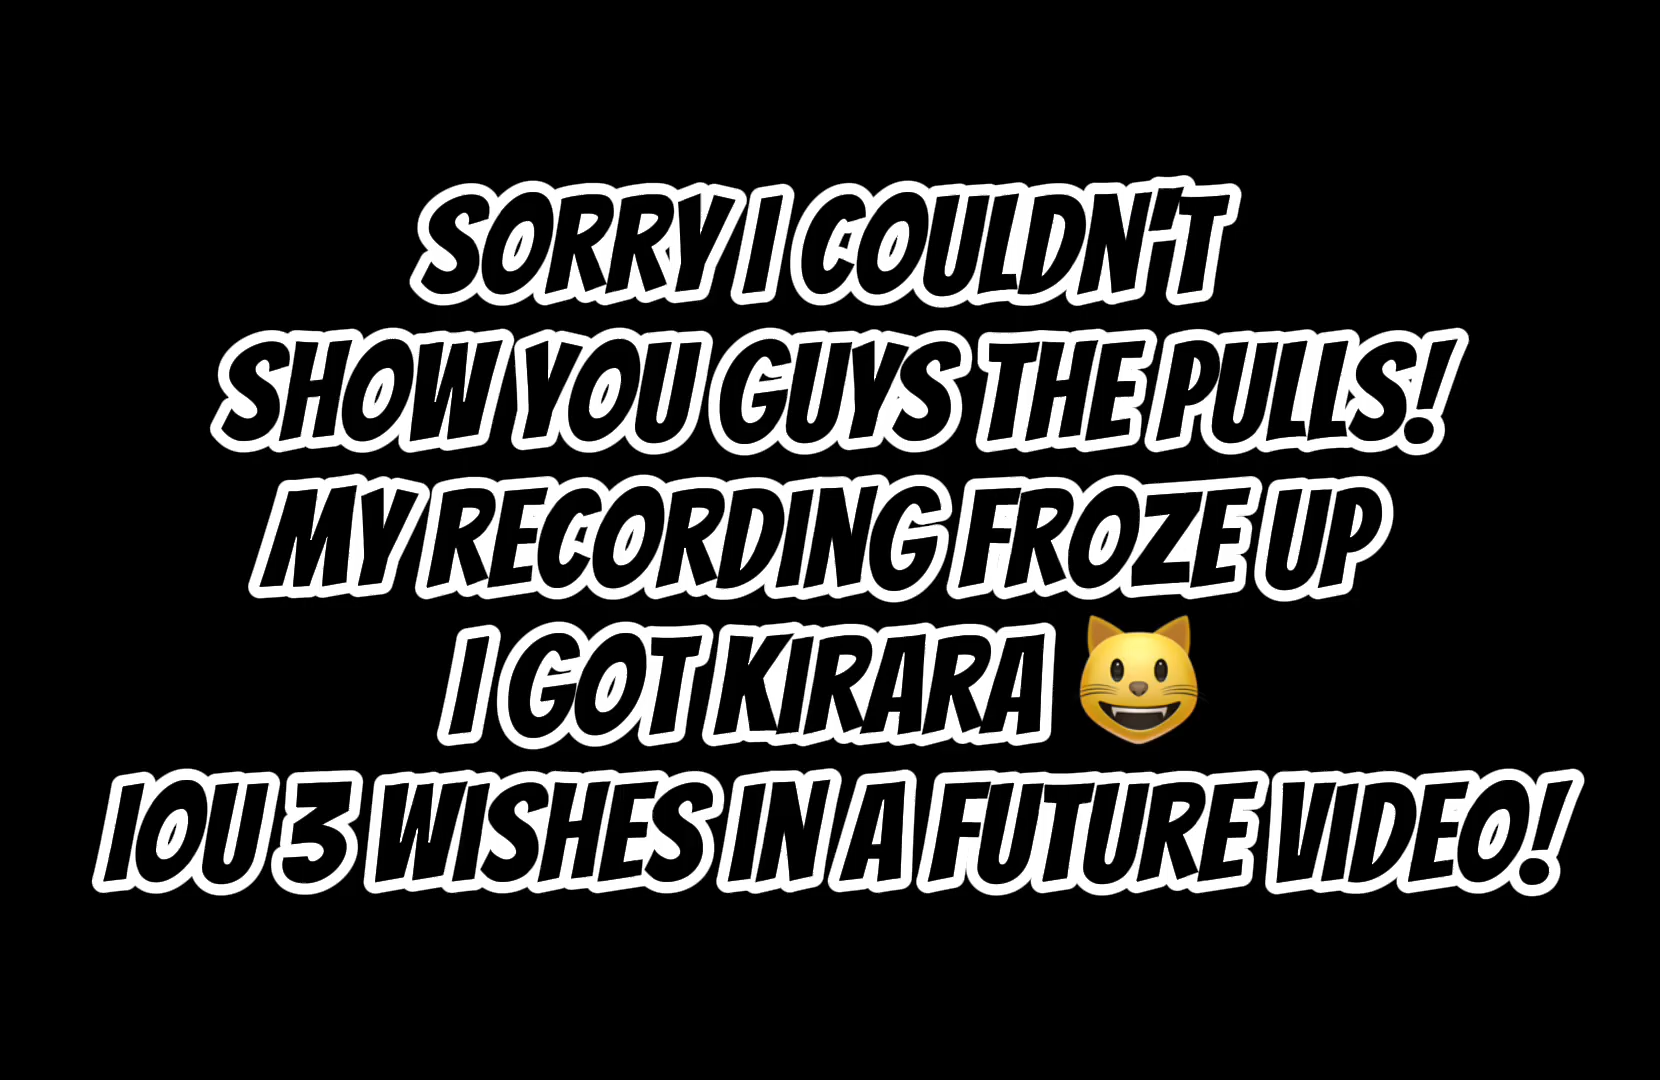 SORRY I COULDN'T
SHOW YOU GUYS THE PULLS!
MY RECORDING FROZE UP
I GOT KIRARA 😺
IOU 3 WISHES IN A FUTURE VIDEO!